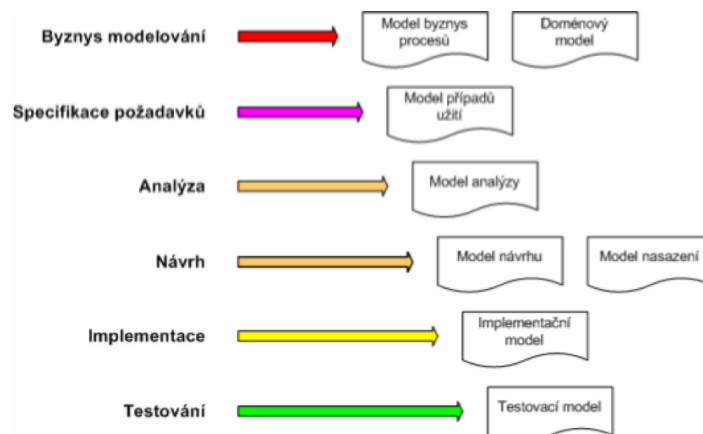 Byznys modelování
Model byznys
procesů
Doménový
model
Specifikace požadavků
Model případů
užití
Analýza
Model analýzy
Návrh
Model návrhu
Model nasazení
Implementace
Implementační
model
Testování
Testovací model